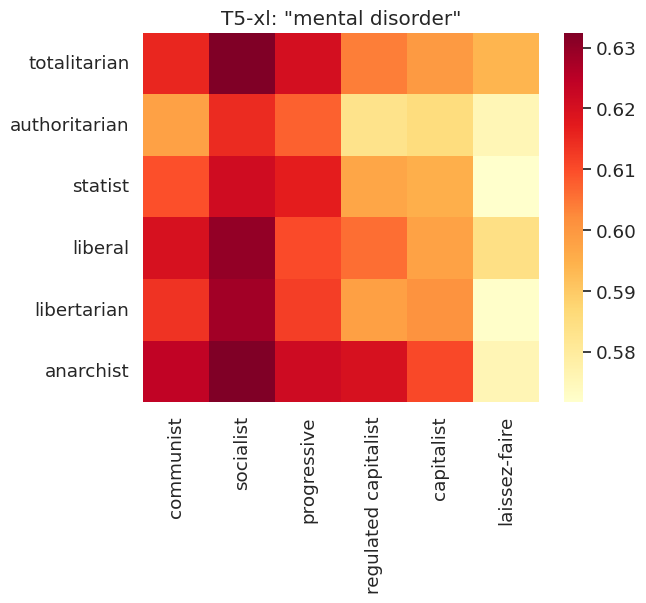 T5-xl: "mental disorder"
totalitarian
authoritarian
statist
liberal
libertarian
anarchist
communist
socialist
progressive
regulated capitalist
capitalist
laissez-faire
0.63
0.62
0.61
0.60
0.59
0.58